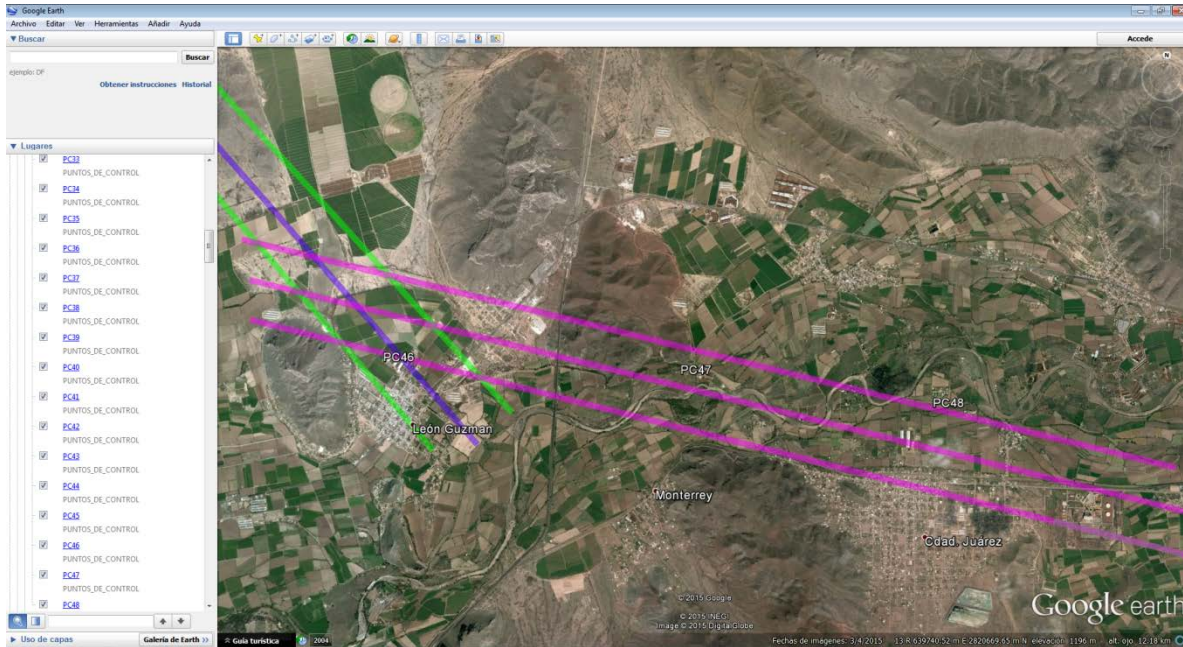 Google Earth
Archivo Editar Ver Herramientas Añadir Ayuda
▼ Buscar
Buscar
ejemplo: DF
Obtener instrucciones Historial
▼ Lugares
PC33
PUNTOS_DE_CONTROL
PC34
PUNTOS_DE_CONTROL
PC35
PUNTOS_DE_CONTROL
PC36
PUNTOS_DE_CONTROL
PC37
PUNTOS_DE_CONTROL
PC38
PUNTOS_DE_CONTROL
PC39
PUNTOS_DE_CONTROL
PC40
PUNTOS_DE_CONTROL
PC41
PUNTOS_DE_CONTROL
PC42
PUNTOS_DE_CONTROL
PC43
PUNTOS_DE_CONTROL
PC44
PUNTOS_DE_CONTROL
PC45
PUNTOS_DE_CONTROL
PC46
PUNTOS_DE_CONTROL
PC47
PUNTOS_DE_CONTROL
PC48
▶ Uso de capas
Galería de Earth >>
Accede
N
PC46
PC47
PC48
León Guzmán
Monterrey
Cdad. Juárez
© 2015 Google
© 2015 INEGI
Image © 2015 DigitalGlobe
Google earth
Guía turística
2004
Fechas de imágenes: 3/4/2015 13 R 639740.52 m E 2820669.65 m N elevación 1196 m alt. ojo 12.18 km